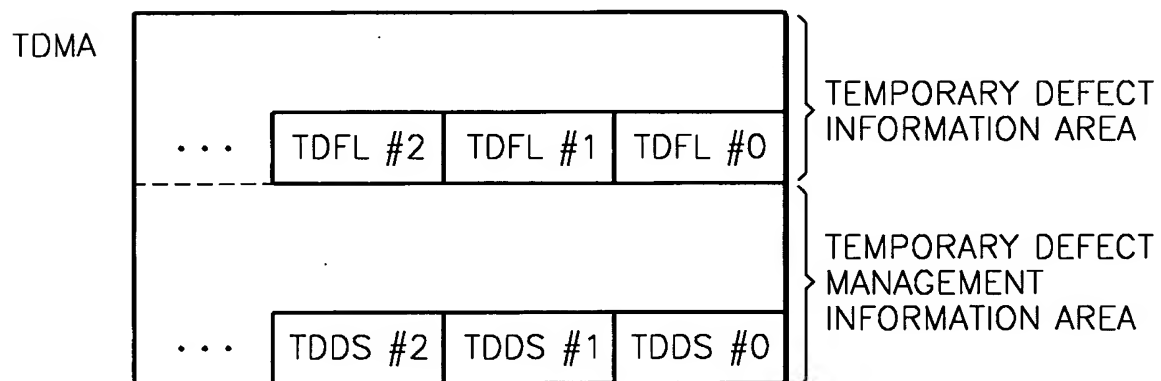 TDMA
TEMPORARY DEFECT
INFORMATION AREA
... TDFL #2 TDFL #1 TDFL #0
TEMPORARY DEFECT
MANAGEMENT
INFORMATION AREA
... TDDS #2 TDDS #1 TDDS #0